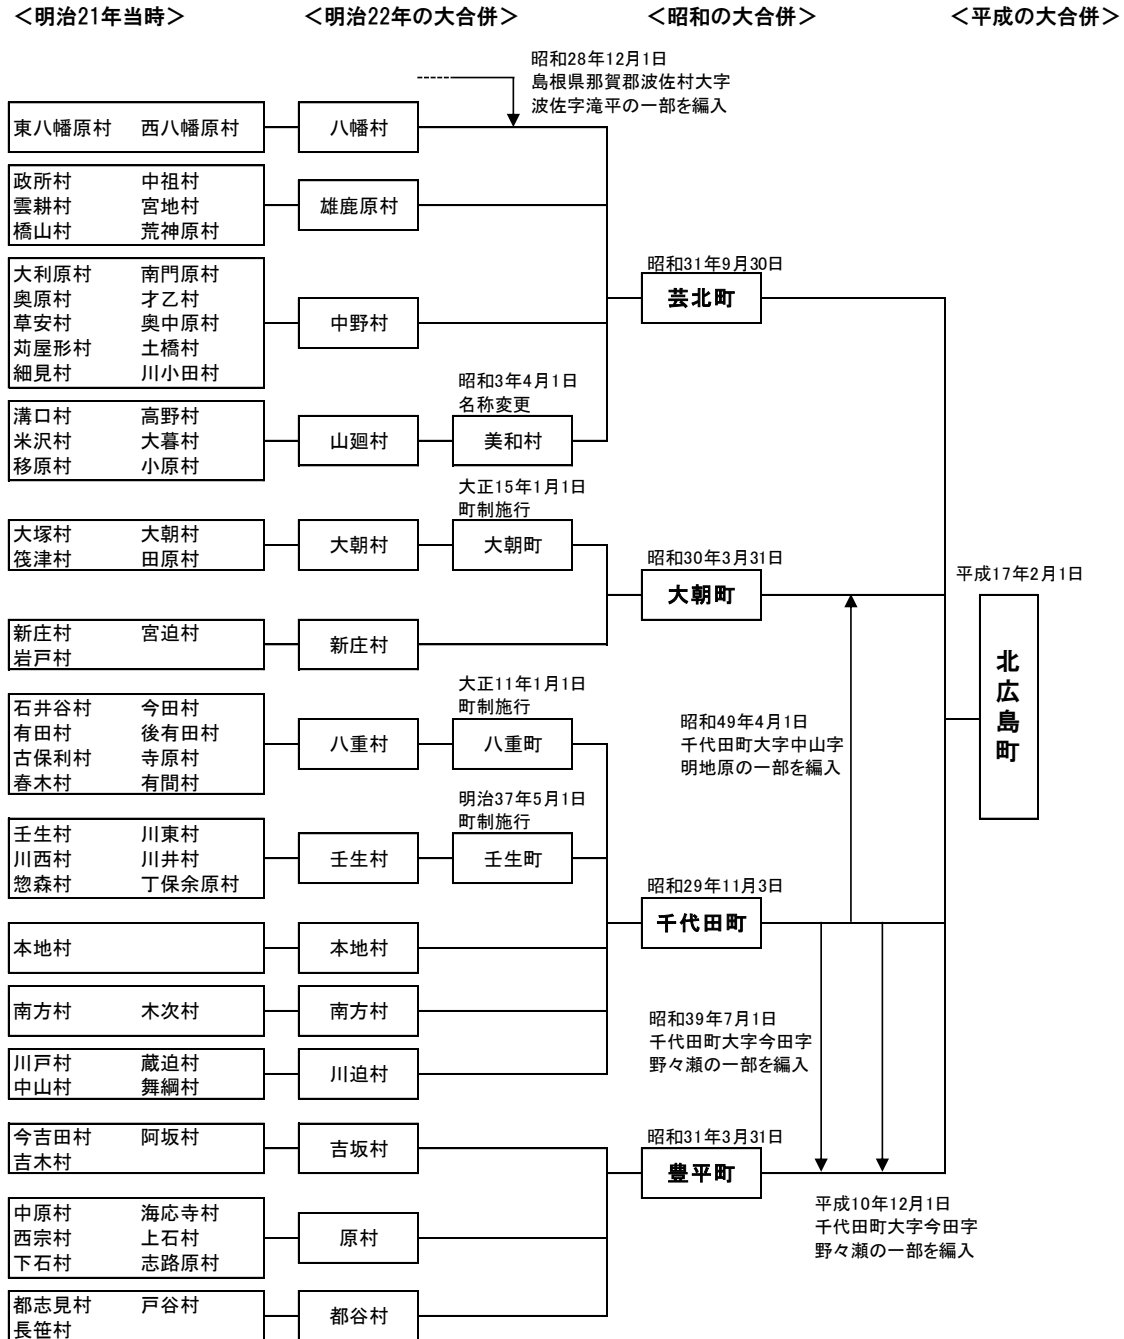 ＜明治21年当時＞
＜明治22年の大合併＞
＜昭和の大合併＞
＜平成の大合併＞
昭和28年12月1日
島根県那賀郡波佐村大字
波佐字滝平の一部を編入
東八幡原村 西八幡原村
八幡村
政所村 中祖村
雲耕村 宮地村
橋山村 荒神原村
雄鹿原村
大利原村 南門原村
奥原村 才乙村
草安村 奥中原村
苅屋形村 土橋村
細見村 川小田村
中野村
昭和31年9月30日
芸北町
溝口村 高野村
米沢村 大暮村
移原村 小原村
山廻村
昭和3年4月1日
名称変更
美和村
大塚村 大朝村
筏津村 田原村
大朝村
大正15年1月1日
町制施行
大朝町
昭和30年3月31日
大朝町
新庄村 宮迫村
岩戸村
新庄村
平成17年2月1日
北広島町
石井谷村 今田村
有田村 後有田村
古保利村 寺原村
春木村 有間村
八重村
大正11年1月1日
町制施行
八重町
昭和49年4月1日
千代田町大字中山字
明地原の一部を編入
壬生村 川東村
川西村 川井村
惣森村 丁保余原村
壬生村
明治37年5月1日
町制施行
壬生町
昭和29年11月3日
千代田町
本地村
本地村
南方村 木次村
南方村
川戸村 蔵迫村
中山村 舞綱村
川迫村
昭和39年7月1日
千代田町大字今田字
野々瀬の一部を編入
今吉田村 阿坂村
吉木村
吉坂村
昭和31年3月31日
豊平町
中原村 海応寺村
西宗村 上石村
下石村 志路原村
原村
平成10年12月1日
千代田町大字今田字
野々瀬の一部を編入
都志見村 戸谷村
長笹村
都谷村